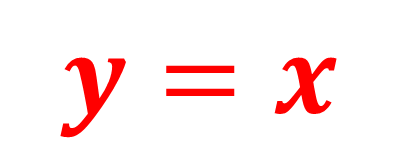 y = x